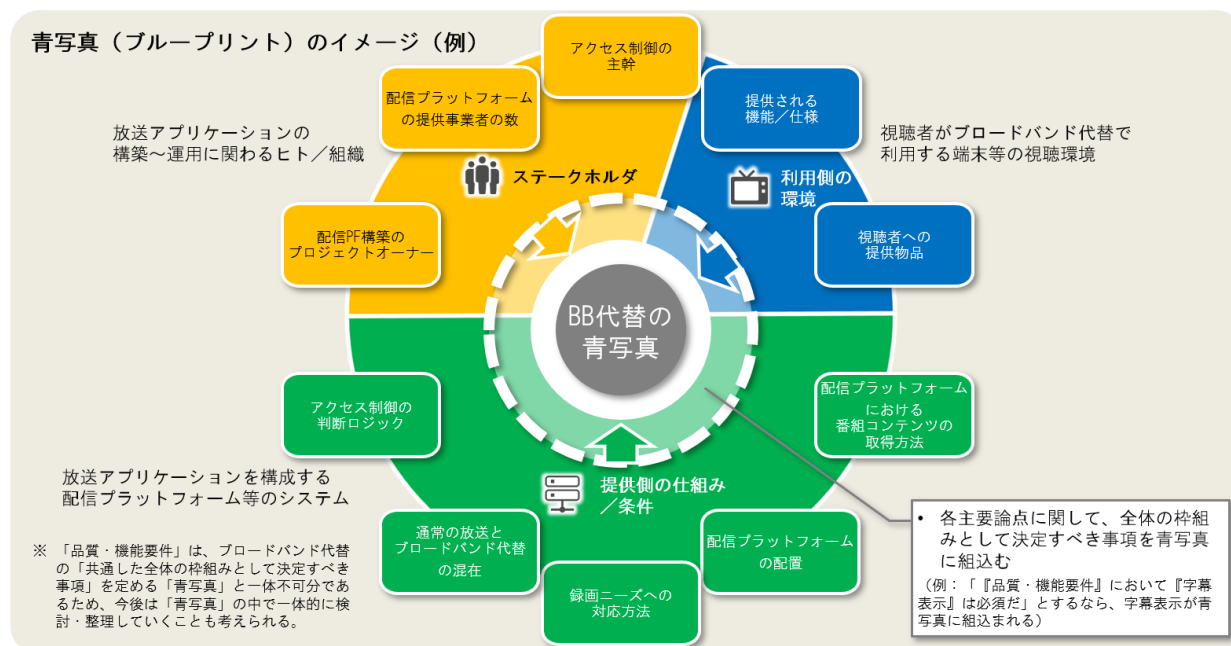 青写真（ブループリント）のイメージ（例）
アクセス制御の
主幹
配信プラットフォーム
の提供事業者の数
提供される
機能／仕様
放送アプリケーションの
構築～運用に関わるヒト／組織
視聴者がブロードバンド代替で
利用する端末等の視聴環境
ステークホルダ
利用側の
環境
配信PF構築の
プロジェクトオーナー
視聴者への
提供物品
BB代替の
青写真
アクセス制御の
判断ロジック
配信プラットフォーム
における
番組コンテンツの
取得方法
放送アプリケーションを構成する
配信プラットフォーム等のシステム
提供側の仕組み
／条件
通常の放送と
ブロードバンド代替
の混在
配信プラットフォーム
の配置
録画ニーズへの
対応方法
※ 「品質・機能要件」は、ブロードバンド代替
の「共通した全体の枠組みとして決定すべき
事項」を定める「青写真」と一体不可分であ
るため、今後は「青写真」の中で一体的に検
討・整理していくことも考えられる。
• 各主要論点に関して、全体の枠組
みとして決定すべき事項を青写真
に組込む
（例：「『品質・機能要件』において『字幕
表示』は必須だ」とするなら、字幕表示が青
写真に組込まれる）